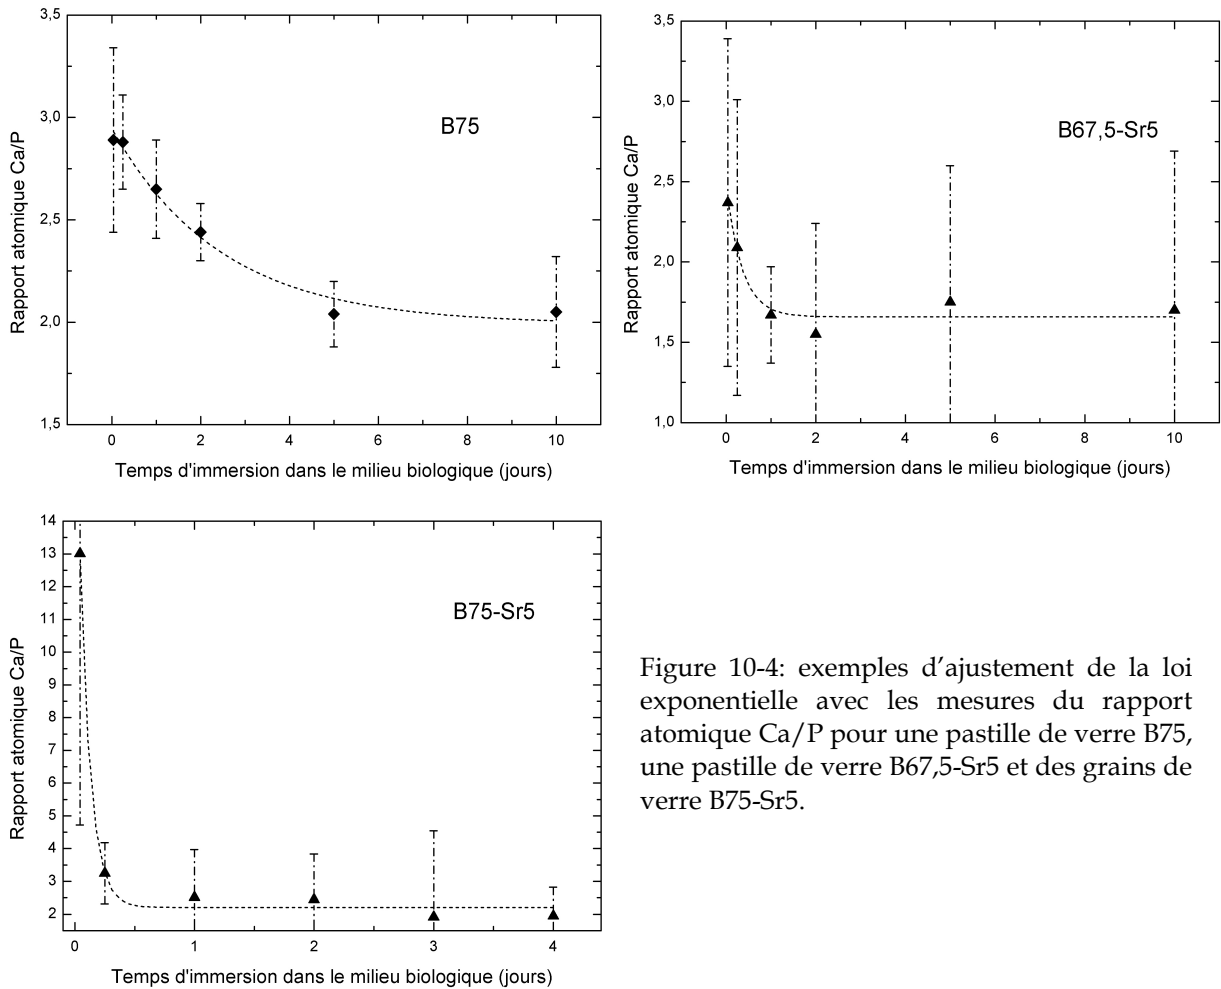 3,5
3,0
2,5
2,0
1,5
0 2 4 6 8 10
Rapport atomique Ca/P
B75
Temps d'immersion dans le milieu biologique (jours)
3,5
3,0
2,5
2,0
1,5
1,0
0 2 4 6 8 10
Rapport atomique Ca/P
B67,5-Sr5
Temps d'immersion dans le milieu biologique (jours)
14
13
12
11
10
9
8
7
6
5
4
3
2
0 1 2 3 4
Rapport atomique Ca/P
B75-Sr5
Temps d'immersion dans le milieu biologique (jours)
Figure 10-4: exemples d'ajustement de la loi
exponentielle avec les mesures du rapport
atomique Ca/P pour une pastille de verre B75,
une pastille de verre B67,5-Sr5 et des grains de
verre B75-Sr5.